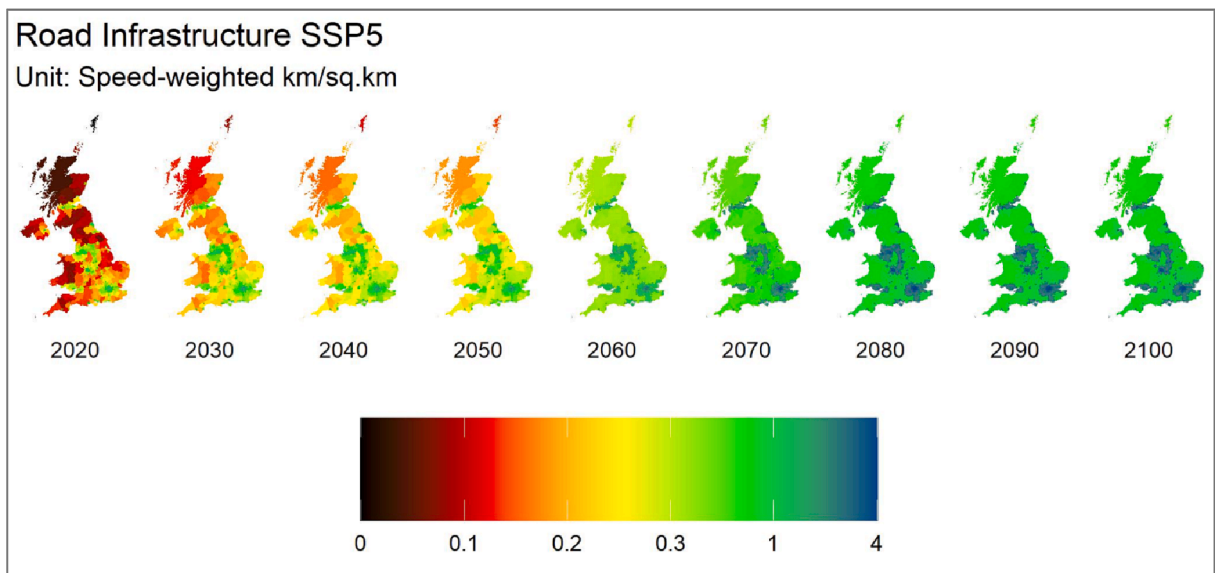 Road Infrastructure SSP5
Unit: Speed-weighted km/sq.km
2020 2030 2040 2050 2060 2070 2080 2090 2100
0 0.1 0.2 0.3 1 4